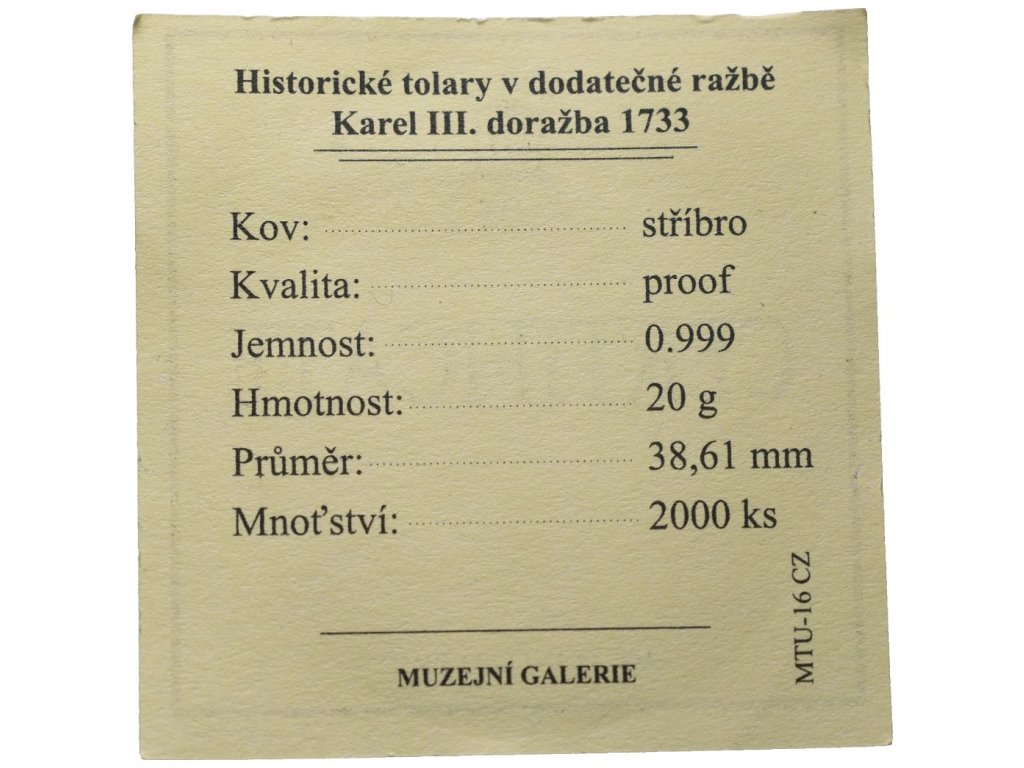 Historické tolary v dodatečné ražbě
Karel III. doražba 1733
Kov: stříbro
Kvalita: proof
Jemnost: 0.999
Hmotnost: 20 g
Průměr: 38,61 mm
Mnoťství: 2000 ks
MTU-16 CZ
MUZEJNÍ GALERIE